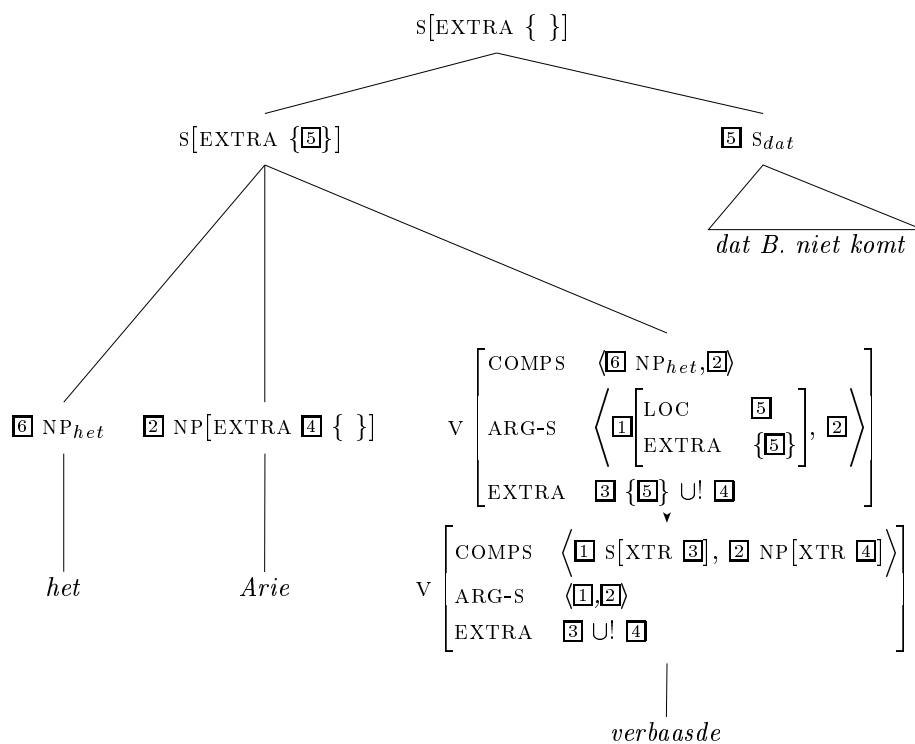 S[EXTRA { }]
S[EXTRA {5}]
5 S_dat
dat B. niet komt
COMPS ⟨6 NP_het,2⟩
6 NP_het
2 NP[EXTRA 4 { }]
V
ARG-S ⟨1[LOC 5
EXTRA {5}], 2⟩
EXTRA 3 {5} ∪! 4
COMPS ⟨1 S[XTR 3], 2 NP[XTR 4]⟩
het
Arie
V
ARG-S ⟨1,2⟩
EXTRA 3 ∪! 4
verbaasde